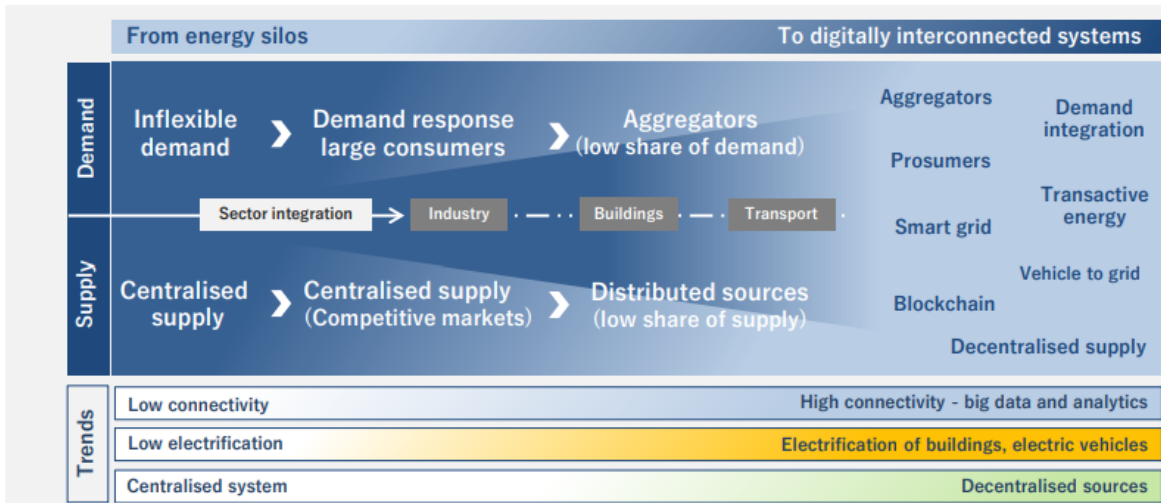 From energy silos
To digitally interconnected systems
Demand
Inflexible
demand
Demand response
large consumers
Aggregators
(low share of demand)
Aggregators
Demand
integration
Prosumers
Transactive
energy
Sector integration
Industry
Buildings
Transport
Smart grid
Vehicle to grid
Blockchain
Decentralised supply
Supply
Centralised
supply
Centralised supply
(Competitive markets)
Distributed sources
(low share of supply)
Trends
Low connectivity
High connectivity - big data and analytics
Low electrification
Electrification of buildings, electric vehicles
Centralised system
Decentralised sources